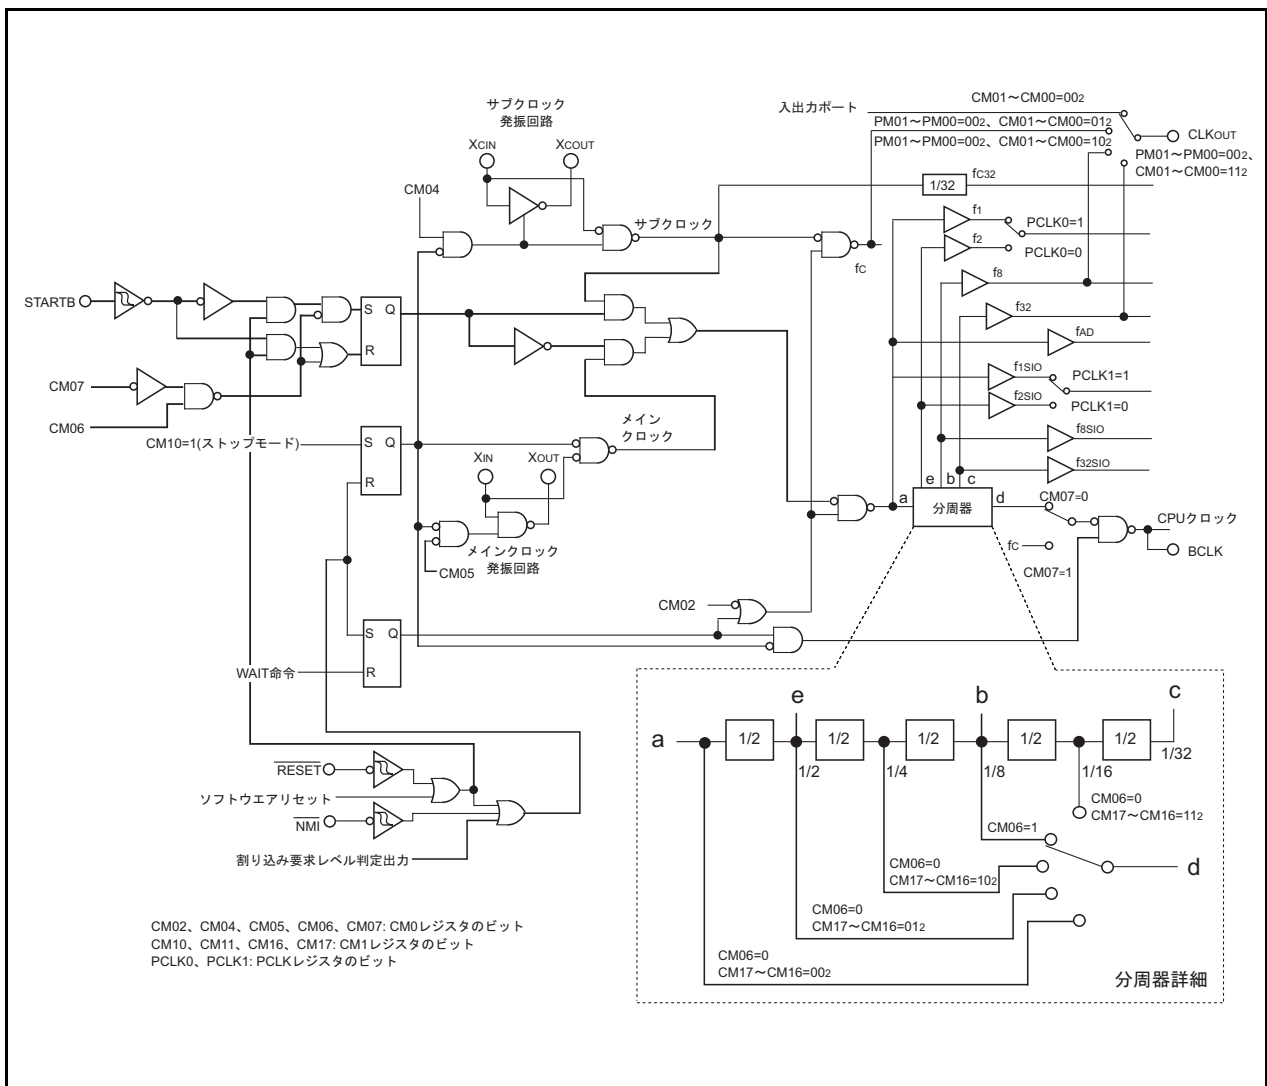 サブクロック
発振回路
XCIN
XCOUT
CM04
サブクロック
入出力ポート
CM01～CM00=002
PM01～PM00=002、CM01～CM00=012
PM01～PM00=002、CM01～CM00=102
CLKOUT
PM01～PM00=002、
CM01～CM00=112
1/32
fC32
f1
PCLK0=1
f2
PCLK0=0
fC
f8
f32
fAD
f1SIO
PCLK1=1
f2SIO
PCLK1=0
f8SIO
f32SIO
STARTB
S Q
R
CM07
CM06
CM10=1(ストップモード)
S Q
R
メイン
クロック
XIN
XOUT
メインクロック
発振回路
CM05
e b c
a
分周器
d
CM07=0
CPUクロック
BCLK
fC
CM07=1
CM02
S Q
R
WAIT命令
RESET
ソフトウエアリセット
NMI
割り込み要求レベル判定出力
a
1/2
e
1/2
1/2
1/4
1/2
b
1/8
1/2
1/16
1/2
c
1/32
CM06=0
CM17～CM16=112
CM06=1
d
CM06=0
CM17～CM16=102
CM06=0
CM17～CM16=012
CM06=0
CM17～CM16=002
分周器詳細
CM02、CM04、CM05、CM06、CM07: CM0レジスタのビット
CM10、CM11、CM16、CM17: CM1レジスタのビット
PCLK0、PCLK1: PCLKレジスタのビット